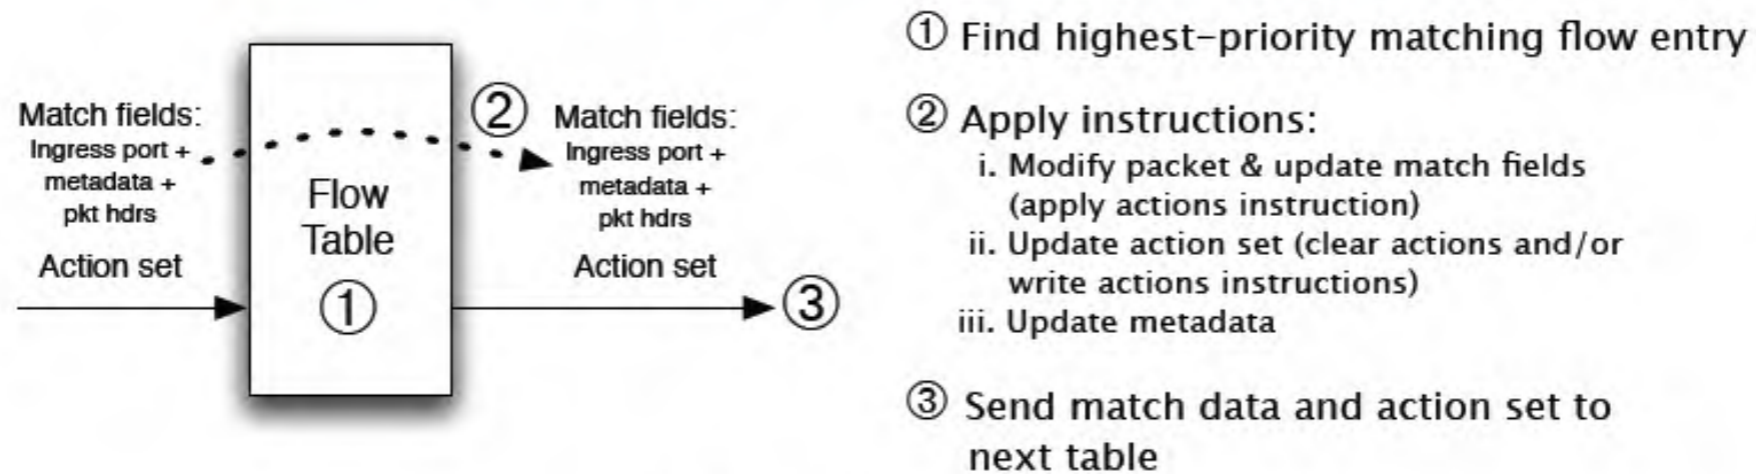 Match fields:
Ingress port +
metadata +
pkt hdrs
Action set
Flow
Table
①
②
Match fields:
Ingress port +
metadata +
pkt hdrs
Action set
③
① Find highest-priority matching flow entry
② Apply instructions:
i. Modify packet & update match fields
(apply actions instruction)
ii. Update action set (clear actions and/or
write actions instructions)
iii. Update metadata
③ Send match data and action set to
next table